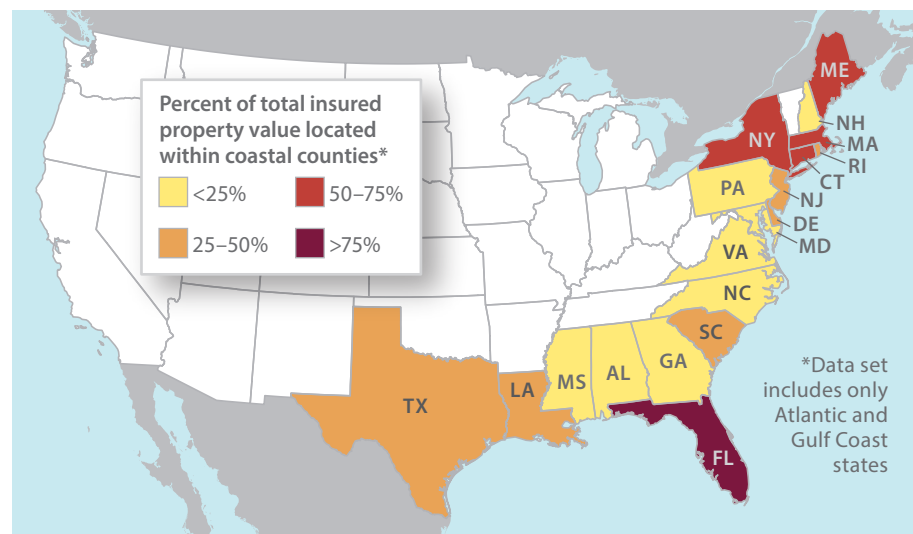 Percent of total insured
property value located
within coastal counties*
<25%
50–75%
25–50%
>75%
ME
NH
NY
MA
RI
CT
PA
NJ
DE
MD
VA
NC
SC
MS
AL
GA
LA
TX
FL
*Data set
includes only
Atlantic and
Gulf Coast
states